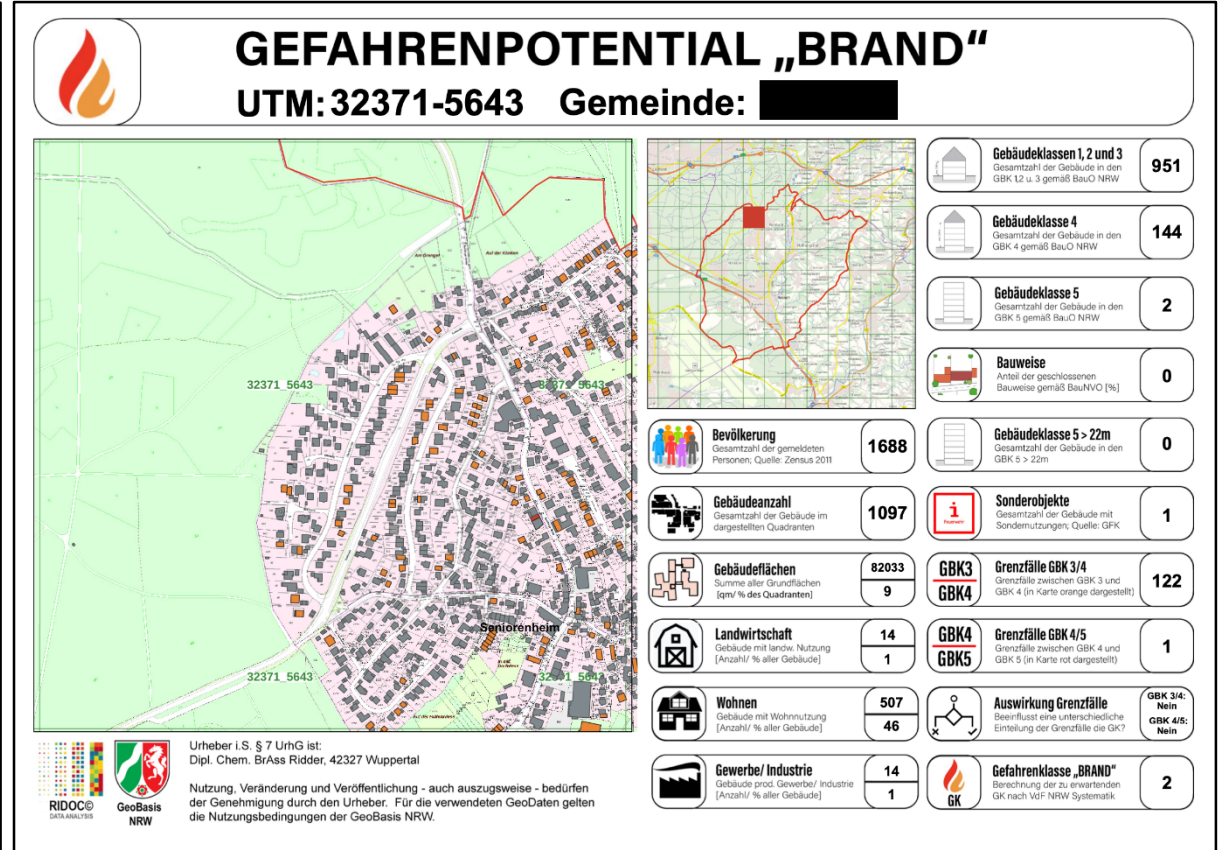 GEFAHRENPOTENTIAL „BRAND“
UTM: 32371-5643 Gemeinde:
Am Drangel
Auf der Klinken
32371_5643
32371_5643
Seniorenheim
32371_5643
32371_5643
Bevölkerung
Gesamtzahl der gemeldeten
Personen; Quelle: Zensus 2011
1688
Gebäudeanzahl
Gesamtzahl der Gebäude im
dargestellten Quadranten
1097
Gebäudeflächen
Summe aller Grundflächen
[qm/ % des Quadranten]
82033
9
Landwirtschaft
Gebäude mit landw. Nutzung
[Anzahl/ % aller Gebäude]
14
1
Wohnen
Gebäude mit Wohnnutzung
[Anzahl/ % aller Gebäude]
507
46
Gewerbe/ Industrie
Gebäude prod. Gewerbe/ Industrie
[Anzahl/ % aller Gebäude]
14
1
Gebäudeklassen 1, 2 und 3
Gesamtzahl der Gebäude in den
GBK 1,2 u. 3 gemäß BauO NRW
951
Gebäudeklasse 4
Gesamtzahl der Gebäude in den
GBK 4 gemäß BauO NRW
144
Gebäudeklasse 5
Gesamtzahl der Gebäude in den
GBK 5 gemäß BauO NRW
2
Bauweise
Anteil der geschlossenen
Bauweise gemäß BauNVO [%]
0
Gebäudeklasse 5 > 22m
Gesamtzahl der Gebäude in den
GBK 5 > 22m
0
i
Feuerwehr
Sonderobjekte
Gesamtzahl der Gebäude mit
Sondernutzungen; Quelle: GFK
1
GBK3
GBK4
Grenzfälle GBK 3/4
Grenzfälle zwischen GBK 3 und
GBK 4 (in Karte orange dargestellt)
122
GBK4
GBK5
Grenzfälle GBK 4/5
Grenzfälle zwischen GBK 4 und
GBK 5 (in Karte rot dargestellt)
1
Auswirkung Grenzfälle
Beeinflusst eine unterschiedliche
Einteilung der Grenzfälle die GK?
GBK 3/4:
Nein
GBK 4/5:
Nein
GK
Gefahrenklasse „BRAND“
Berechnung der zu erwartenden
GK nach VdF NRW Systematik
2
RIDOC©
DATA ANALYSIS
GeoBasis
NRW
Urheber i.S. § 7 UrhG ist:
Dipl. Chem. BrAss Ridder, 42327 Wuppertal
Nutzung, Veränderung und Veröffentlichung - auch auszugsweise - bedürfen
der Genehmigung durch den Urheber. Für die verwendeten GeoDaten gelten
die Nutzungsbedingungen der GeoBasis NRW.